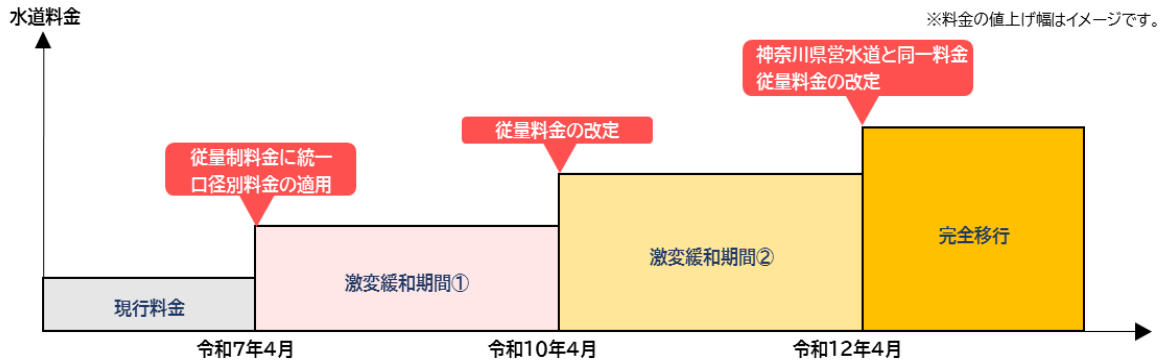 水道料金
※料金の値上げ幅はイメージです。
神奈川県営水道と同一料金
従量料金の改定
従量料金の改定
従量制料金に統一
口径別料金の適用
現行料金
激変緩和期間①
激変緩和期間②
完全移行
令和7年4月
令和10年4月
令和12年4月